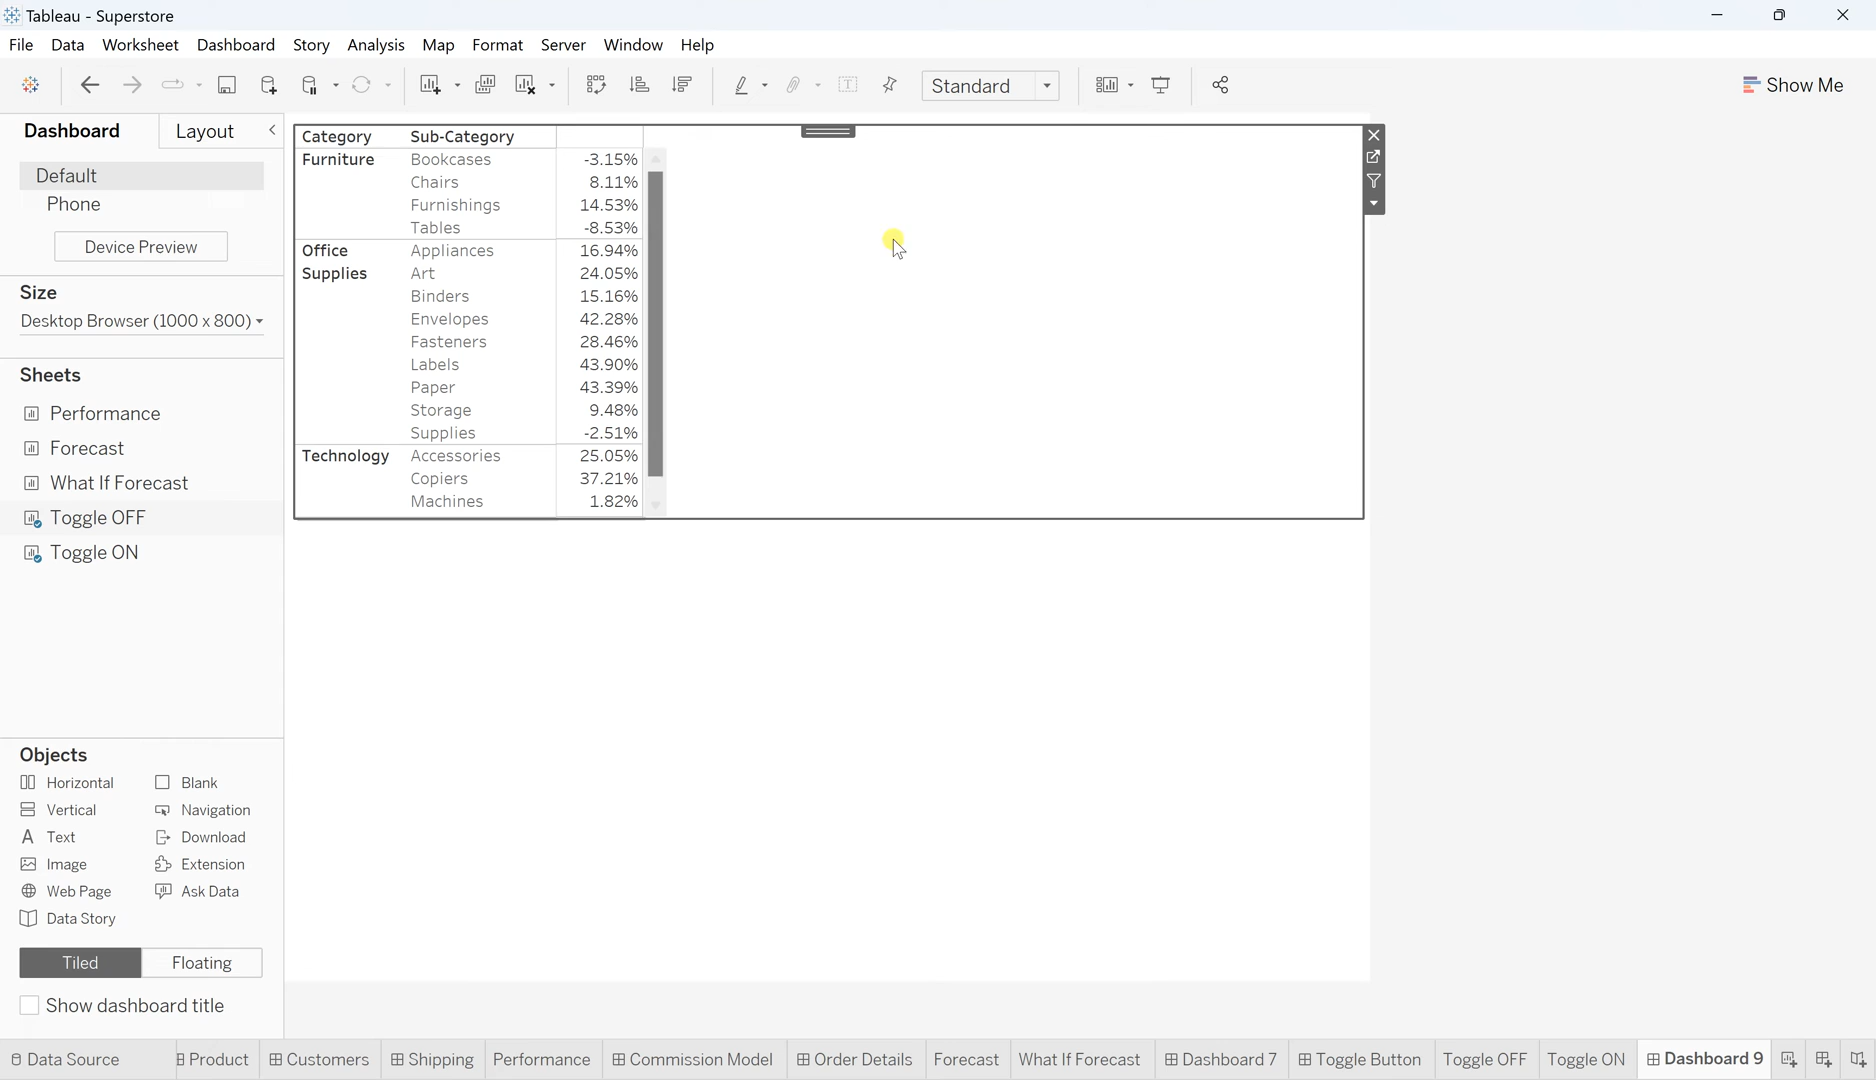 Tableau - Superstore
File Data Worksheet Dashboard Story Analysis Map Format Server Window Help
Standard
Show Me
Dashboard Layout
Default
Phone
Device Preview
Size
Desktop Browser (1000 x 800)
Sheets
Performance
Forecast
What If Forecast
Toggle OFF
Toggle ON
Objects
Horizontal Blank
Vertical Navigation
Text Download
Image Extension
Web Page Ask Data
Data Story
Tiled Floating
Show dashboard title
Category Sub-Category
Furniture Bookcases -3.15%
Chairs 8.11%
Furnishings 14.53%
Tables -8.53%
Office Appliances 16.94%
Supplies Art 24.05%
Binders 15.16%
Envelopes 42.28%
Fasteners 28.46%
Labels 43.90%
Paper 43.39%
Storage 9.48%
Supplies -2.51%
Technology Accessories 25.05%
Copiers 37.21%
Machines 1.82%
Data Source Product Customers Shipping Performance Commission Model Order Details Forecast What If Forecast Dashboard 7 Toggle Button Toggle OFF Toggle ON Dashboard 9